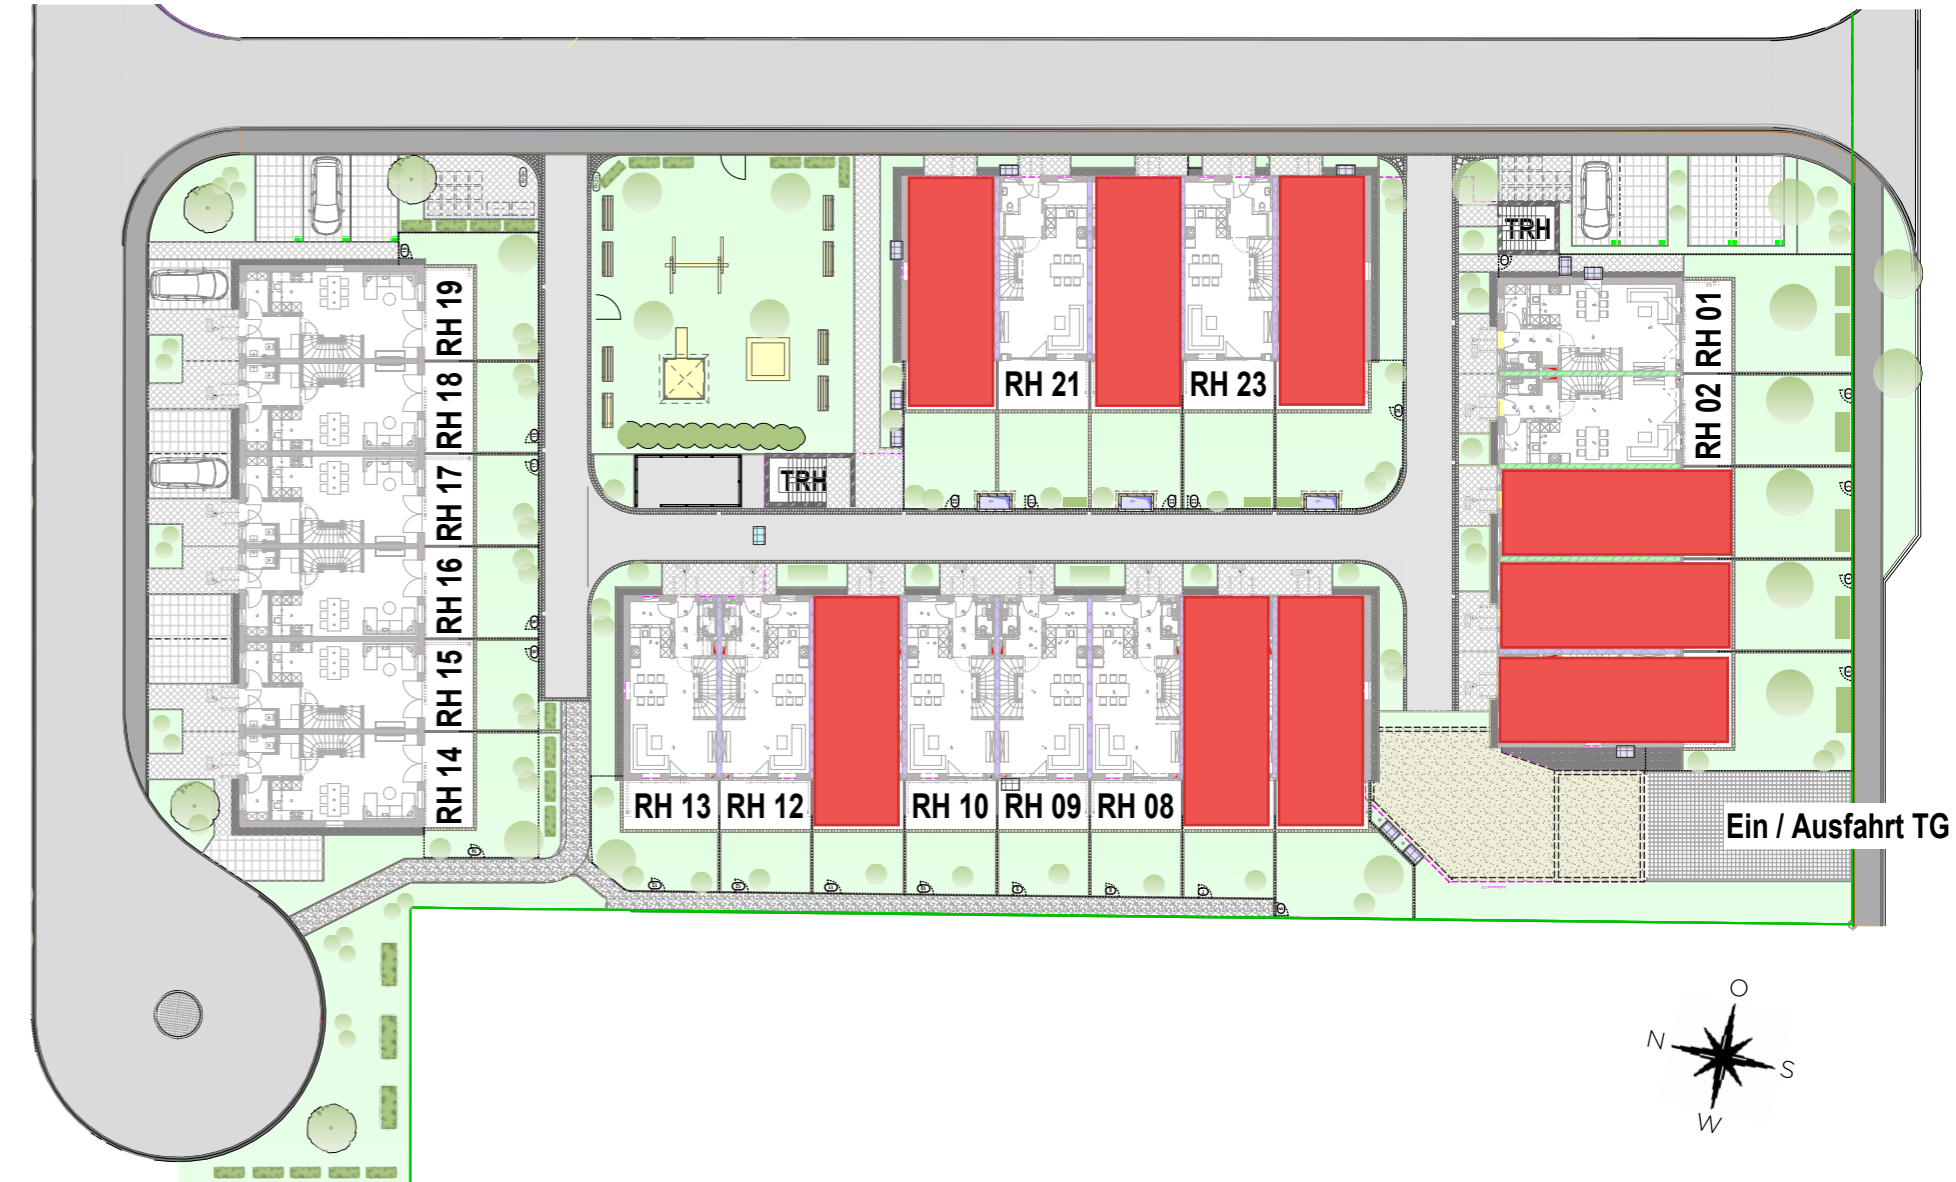 TRH
RH 19
RH 18
RH 17
RH 16
RH 15
RH 14
RH 21
RH 23
TRH
RH 01
RH 02
RH 13
RH 12
RH 10
RH 09
RH 08
Ein / Ausfahrt TG
O
N
S
W